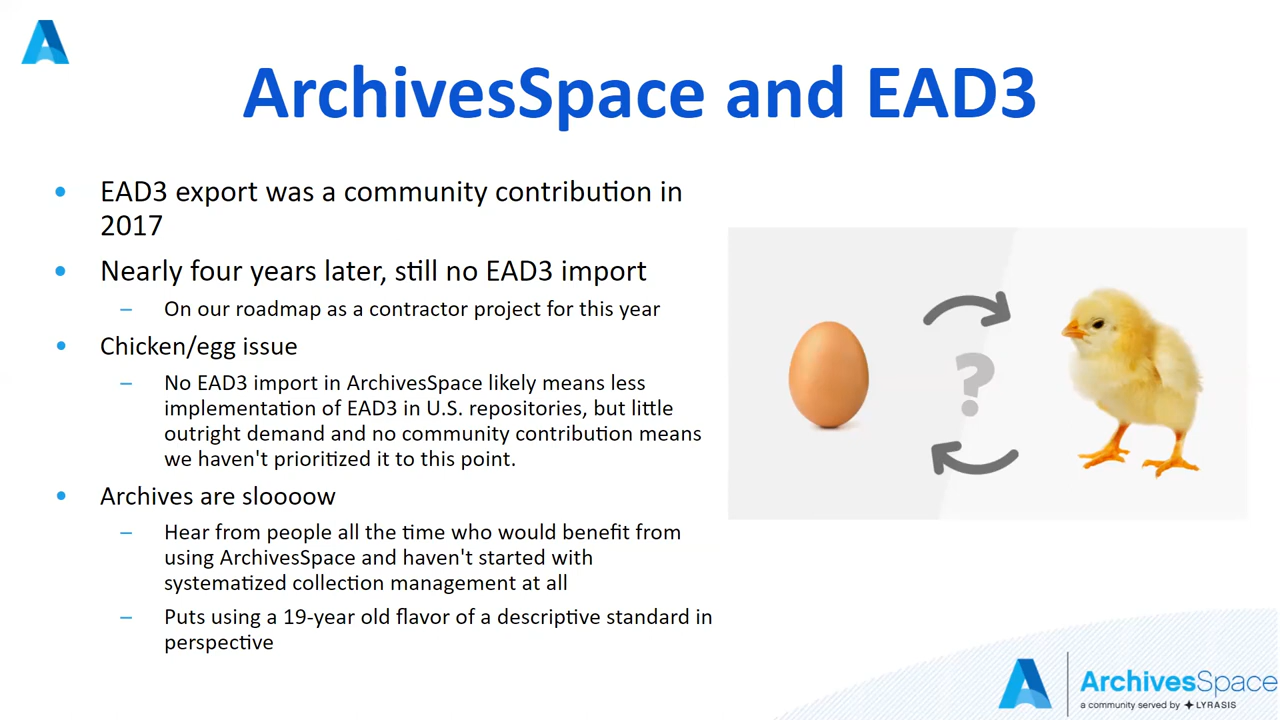 ArchivesSpace and EAD3
• EAD3 export was a community contribution in
2017
• Nearly four years later, still no EAD3 import
– On our roadmap as a contractor project for this year
• Chicken/egg issue
– No EAD3 import in ArchivesSpace likely means less
implementation of EAD3 in U.S. repositories, but little
outright demand and no community contribution means
we haven't prioritized it to this point.
• Archives are sloooow
– Hear from people all the time who would benefit from
using ArchivesSpace and haven't started with
systematized collection management at all
– Puts using a 19-year old flavor of a descriptive standard in
perspective
?
ArchivesSpace
a community served by LYRASIS